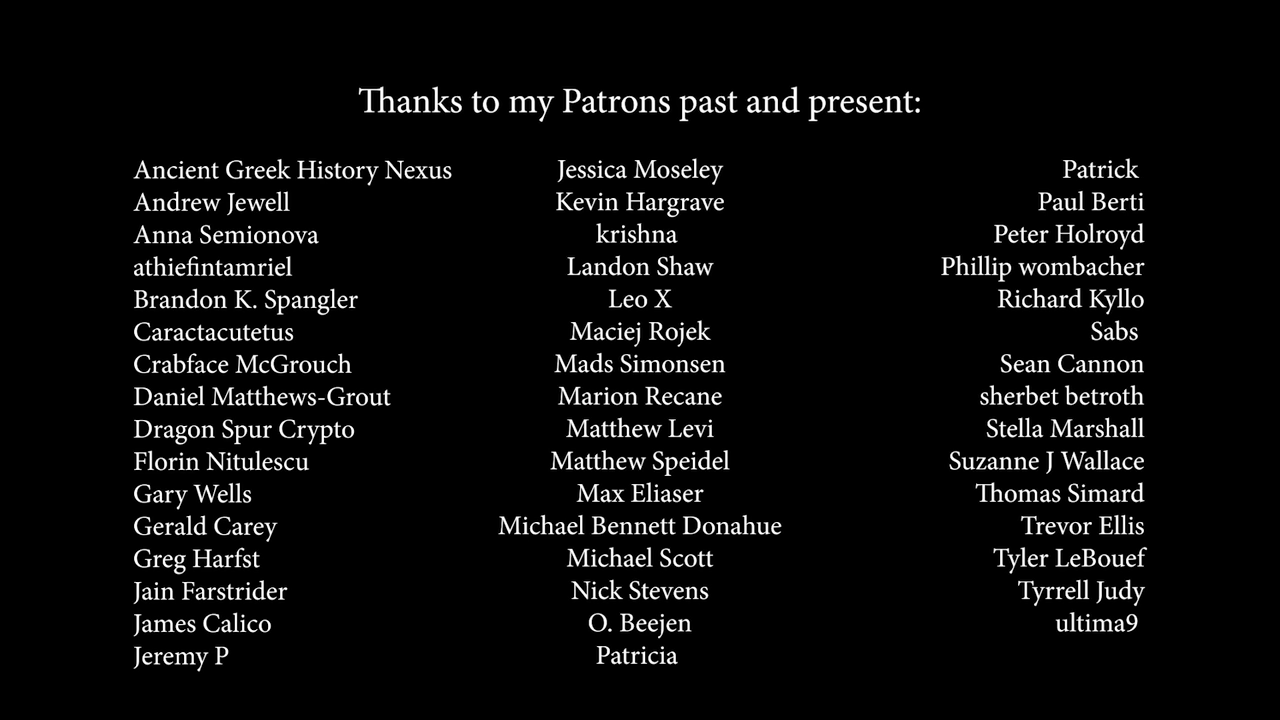 Thanks to my Patrons past and present:
Ancient Greek History Nexus
Andrew Jewell
Anna Semionova
athiefintamriel
Brandon K. Spangler
Caractacutetus
Crabface McGrouch
Daniel Matthews-Grout
Dragon Spur Crypto
Florin Nitulescu
Gary Wells
Gerald Carey
Greg Harfst
Jain Farstrider
James Calico
Jeremy P
Jessica Moseley
Kevin Hargrave
krishna
Landon Shaw
Leo X
Maciej Rojek
Mads Simonsen
Marion Recane
Matthew Levi
Matthew Speidel
Max Eliaser
Michael Bennett Donahue
Michael Scott
Nick Stevens
O. Beejen
Patricia
Patrick
Paul Berti
Peter Holroyd
Phillip wombacher
Richard Kyllo
Sabs
Sean Cannon
sherbet betroth
Stella Marshall
Suzanne J Wallace
Thomas Simard
Trevor Ellis
Tyler LeBouef
Tyrrell Judy
ultima9